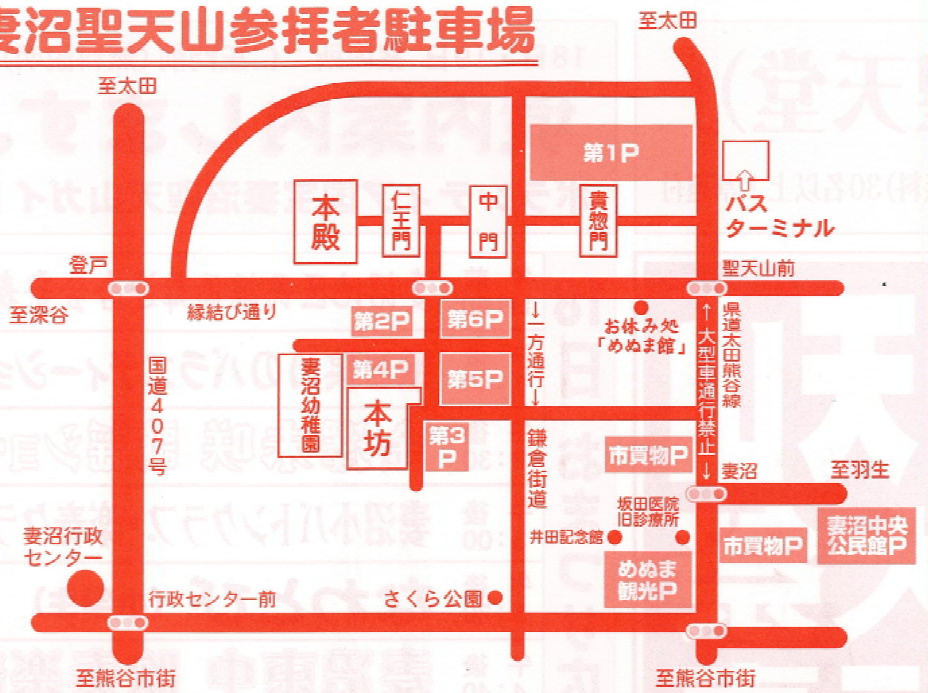 妻沼聖天山参拝者駐車場
至太田
至太田
第1P
バス
ターミナル
本殿
仁王門
中門
貴惣門
登戸
聖天山前
至深谷
縁結び通り
第2P
第6P
↓一方通行↓
お休み処
「めぬま館」
↑大型車通行禁止↓
県道太田熊谷線
国道407号
妻沼幼稚園
第4P
第5P
本坊
第3
P
鎌倉街道
市買物P
妻沼
至羽生
坂田医院
旧診療所
井田記念館
市買物P
妻沼中央
公民館P
妻沼行政
センター
めぬま
観光P
行政センター前
さくら公園
至熊谷市街
至熊谷市街